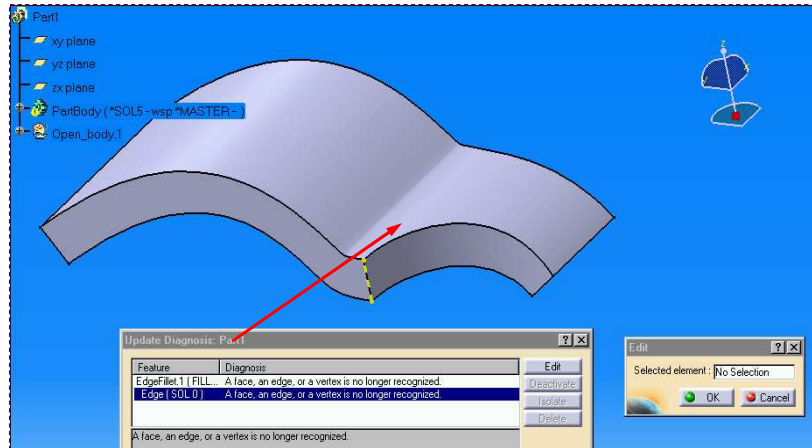 Part1
xy plane
yz plane
zx plane
PartBody ( *SOL5 - wsp *MASTER - )
Open_body.1
z
Update Diagnosis: Part1
Feature Diagnosis
EdgeFillet.1 ( FILL... A face, an edge, or a vertex is no longer recognized.
Edge ( SOL 0 ) A face, an edge, or a vertex is no longer recognized.
Edit
Deactivate
Isolate
Delete
A face, an edge, or a vertex is no longer recognized.
Edit
Selected element : No Selection
OK Cancel